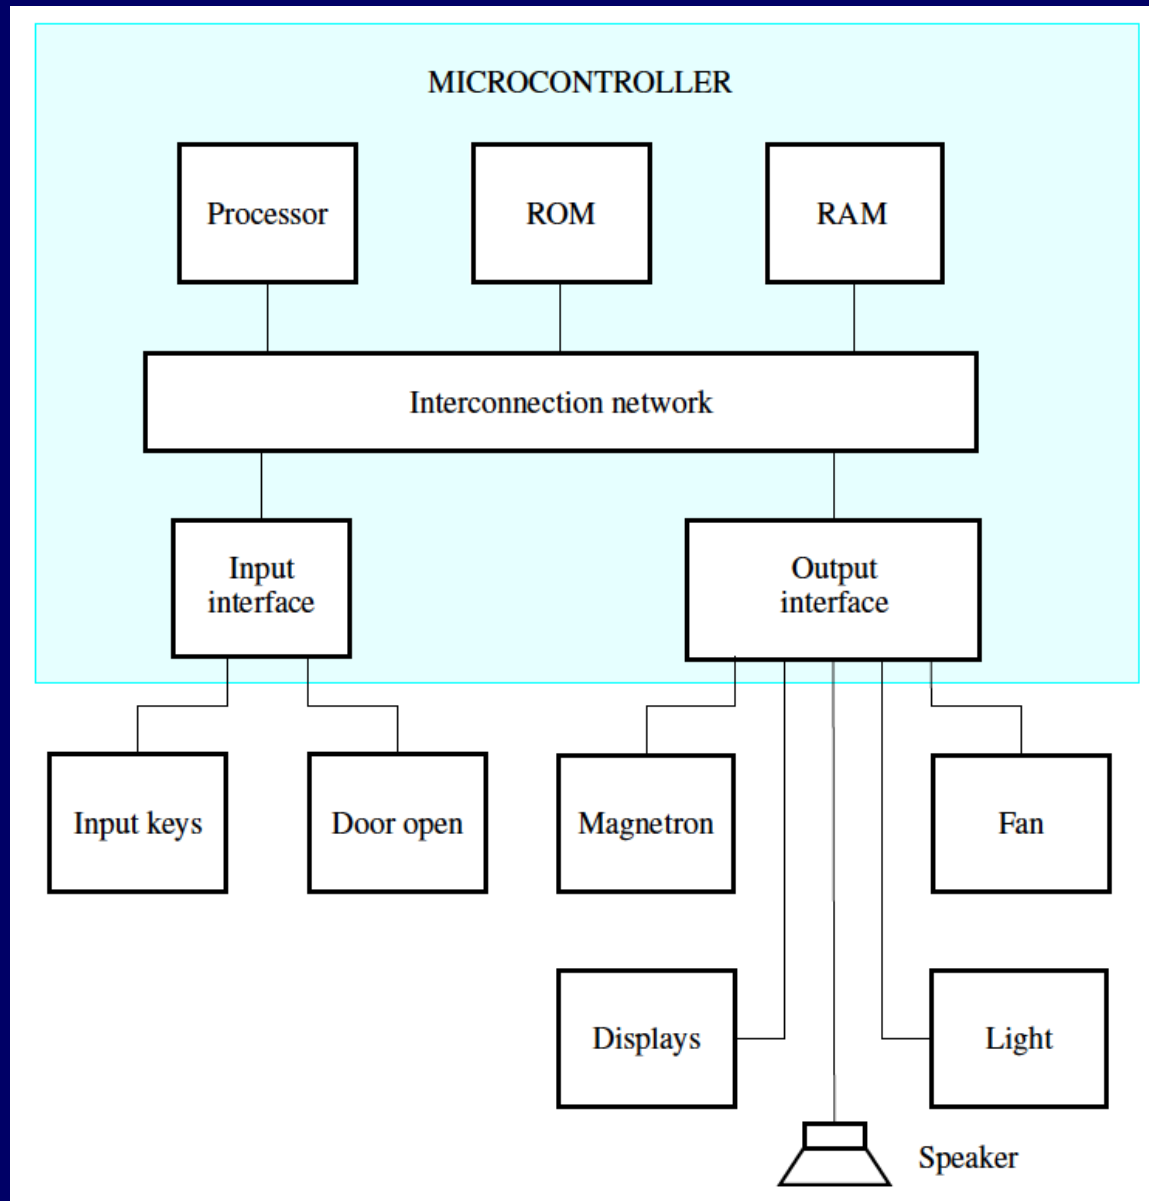 MICROCONTROLLER
Processor
ROM
RAM
Interconnection network
Input
interface
Output
interface
Input keys
Door open
Magnetron
Fan
Displays
Light
Speaker